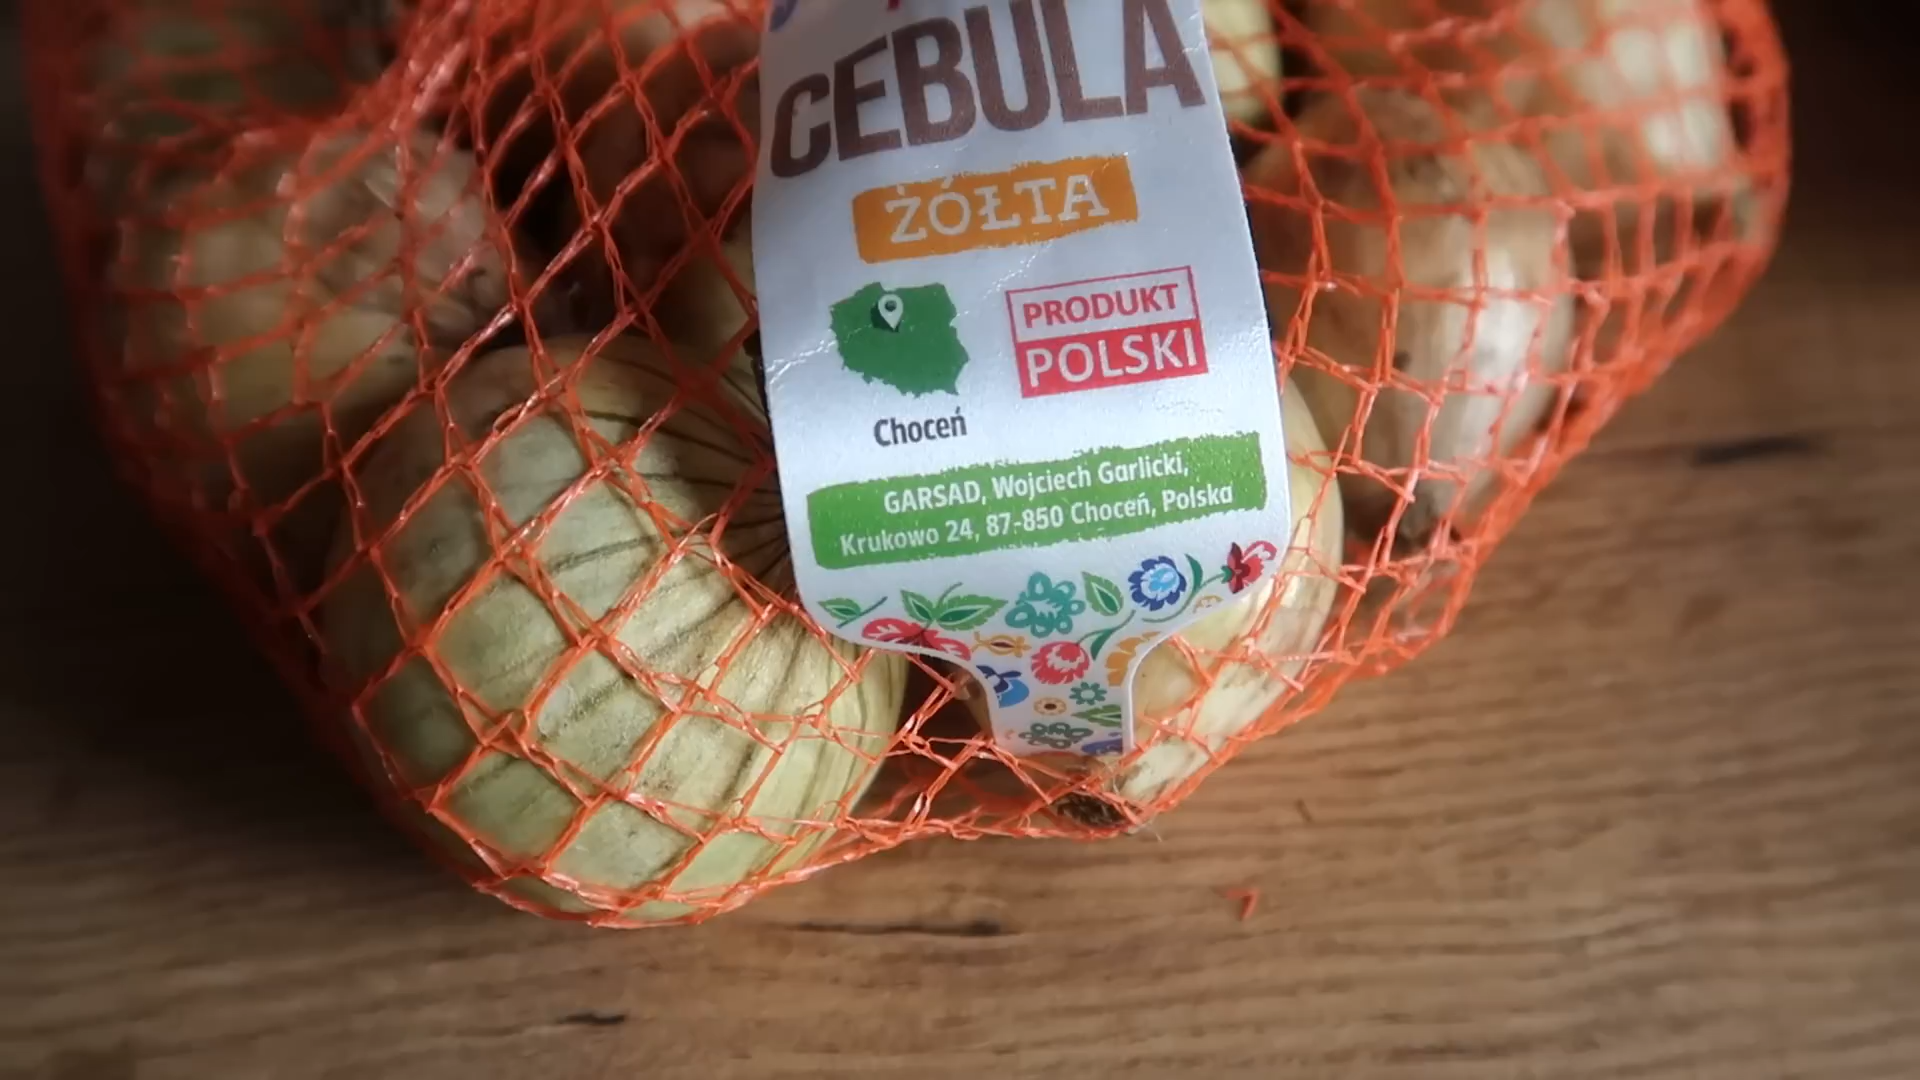 CEBULA
ŻÓŁTA
PRODUKT
POLSKI
Choceń
GARSAD, Wojciech Garlicki,
Krukowo 24, 87-850 Choceń, Polska